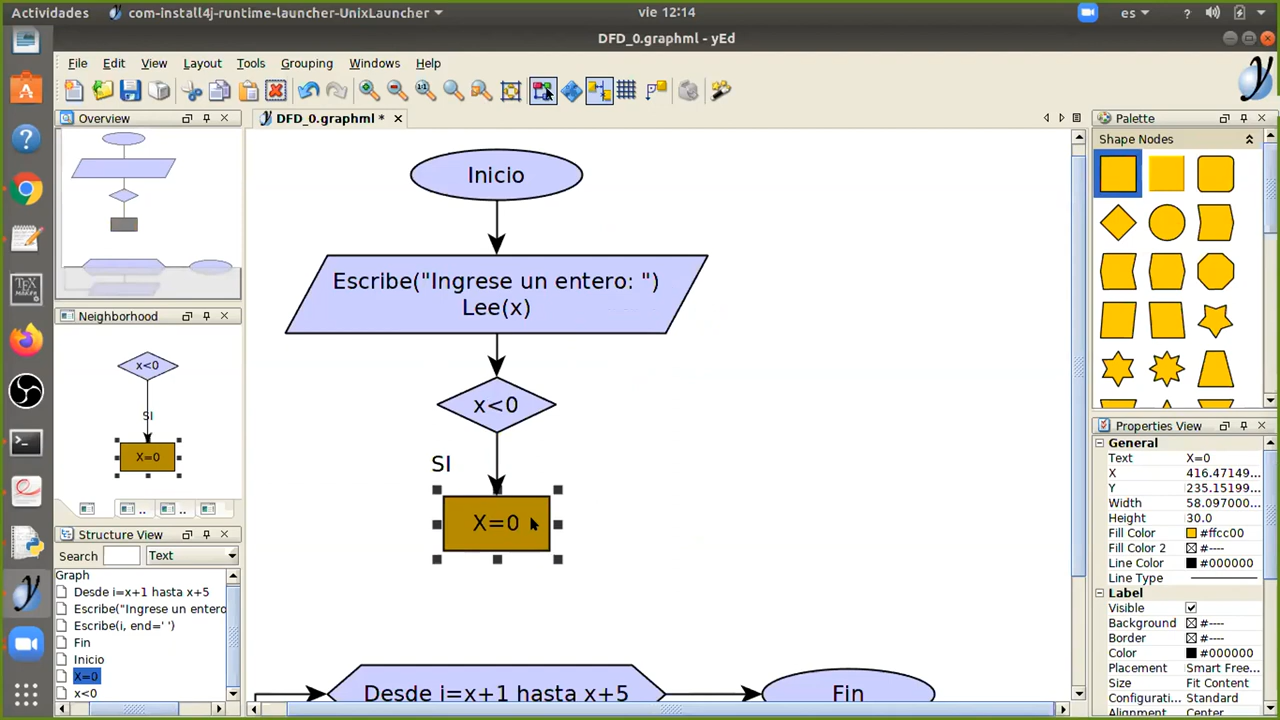 Actividades
com-install4j-runtime-launcher-UnixLauncher
vie 12:14
es
DFD_0.graphml - yEd
File Edit View Layout Tools Grouping Windows Help
Overview
DFD_0.graphml *
Palette
Shape Nodes
Inicio
Escribe("Ingrese un entero: ")
Lee(x)
x<0
SI
X=0
Desde i=x+1 hasta x+5
Fin
Neighborhood
x<0
SI
X=0
Structure View
Search
Text
Graph
Desde i=x+1 hasta x+5
Escribe("Ingrese un entero
Escribe(i, end=' ')
Fin
Inicio
X=0
x<0
Properties View
General
Text X=0
X 416.47149...
Y 235.15199...
Width 58.097000...
Height 30.0
Fill Color #ffcc00
Fill Color 2 #----
Line Color #000000
Line Type
Label
Visible
Background #----
Border #----
Color #000000
Placement Smart Free...
Size Fit Content
Configurati... Standard
Alignment Center